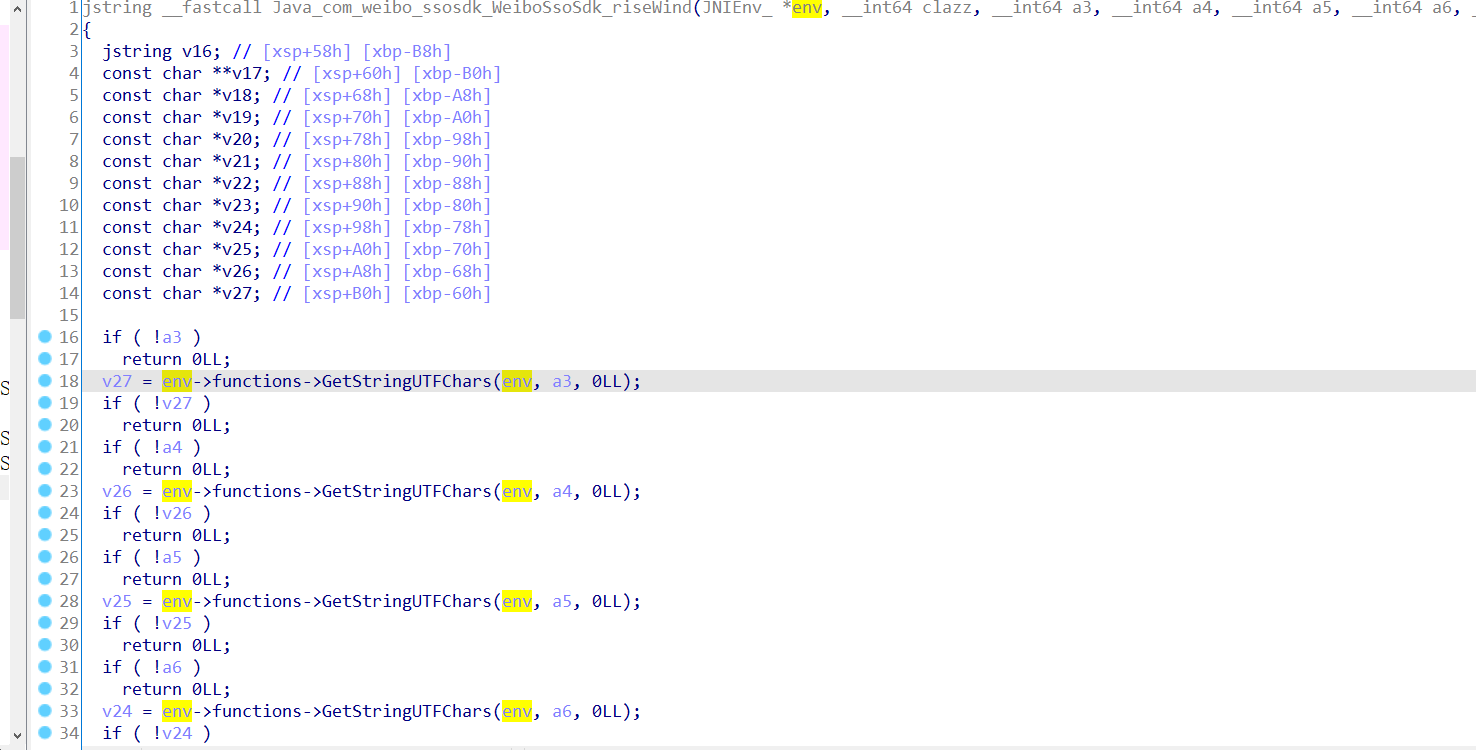 1 jstring __fastcall Java_com_weibo_ssosdk_WeiboSsoSdk_riseWind(JNIEnv_ *env, __int64 clazz, __int64 a3, __int64 a4, __int64 a5, __int64 a6, _
2 {
3 jstring v16; // [xsp+58h] [xbp-B8h]
4 const char **v17; // [xsp+60h] [xbp-B0h]
5 const char *v18; // [xsp+68h] [xbp-A8h]
6 const char *v19; // [xsp+70h] [xbp-A0h]
7 const char *v20; // [xsp+78h] [xbp-98h]
8 const char *v21; // [xsp+80h] [xbp-90h]
9 const char *v22; // [xsp+88h] [xbp-88h]
10 const char *v23; // [xsp+90h] [xbp-80h]
11 const char *v24; // [xsp+98h] [xbp-78h]
12 const char *v25; // [xsp+A0h] [xbp-70h]
13 const char *v26; // [xsp+A8h] [xbp-68h]
14 const char *v27; // [xsp+B0h] [xbp-60h]
15
16 if ( !a3 )
17 return 0LL;
S
18 v27 = env->functions->GetStringUTFChars(env, a3, 0LL);
19 if ( !v27 )
20 return 0LL;
S
21 if ( !a4 )
S
22 return 0LL;
23 v26 = env->functions->GetStringUTFChars(env, a4, 0LL);
24 if ( !v26 )
25 return 0LL;
26 if ( !a5 )
27 return 0LL;
28 v25 = env->functions->GetStringUTFChars(env, a5, 0LL);
29 if ( !v25 )
30 return 0LL;
31 if ( !a6 )
32 return 0LL;
33 v24 = env->functions->GetStringUTFChars(env, a6, 0LL);
34 if ( !v24 )